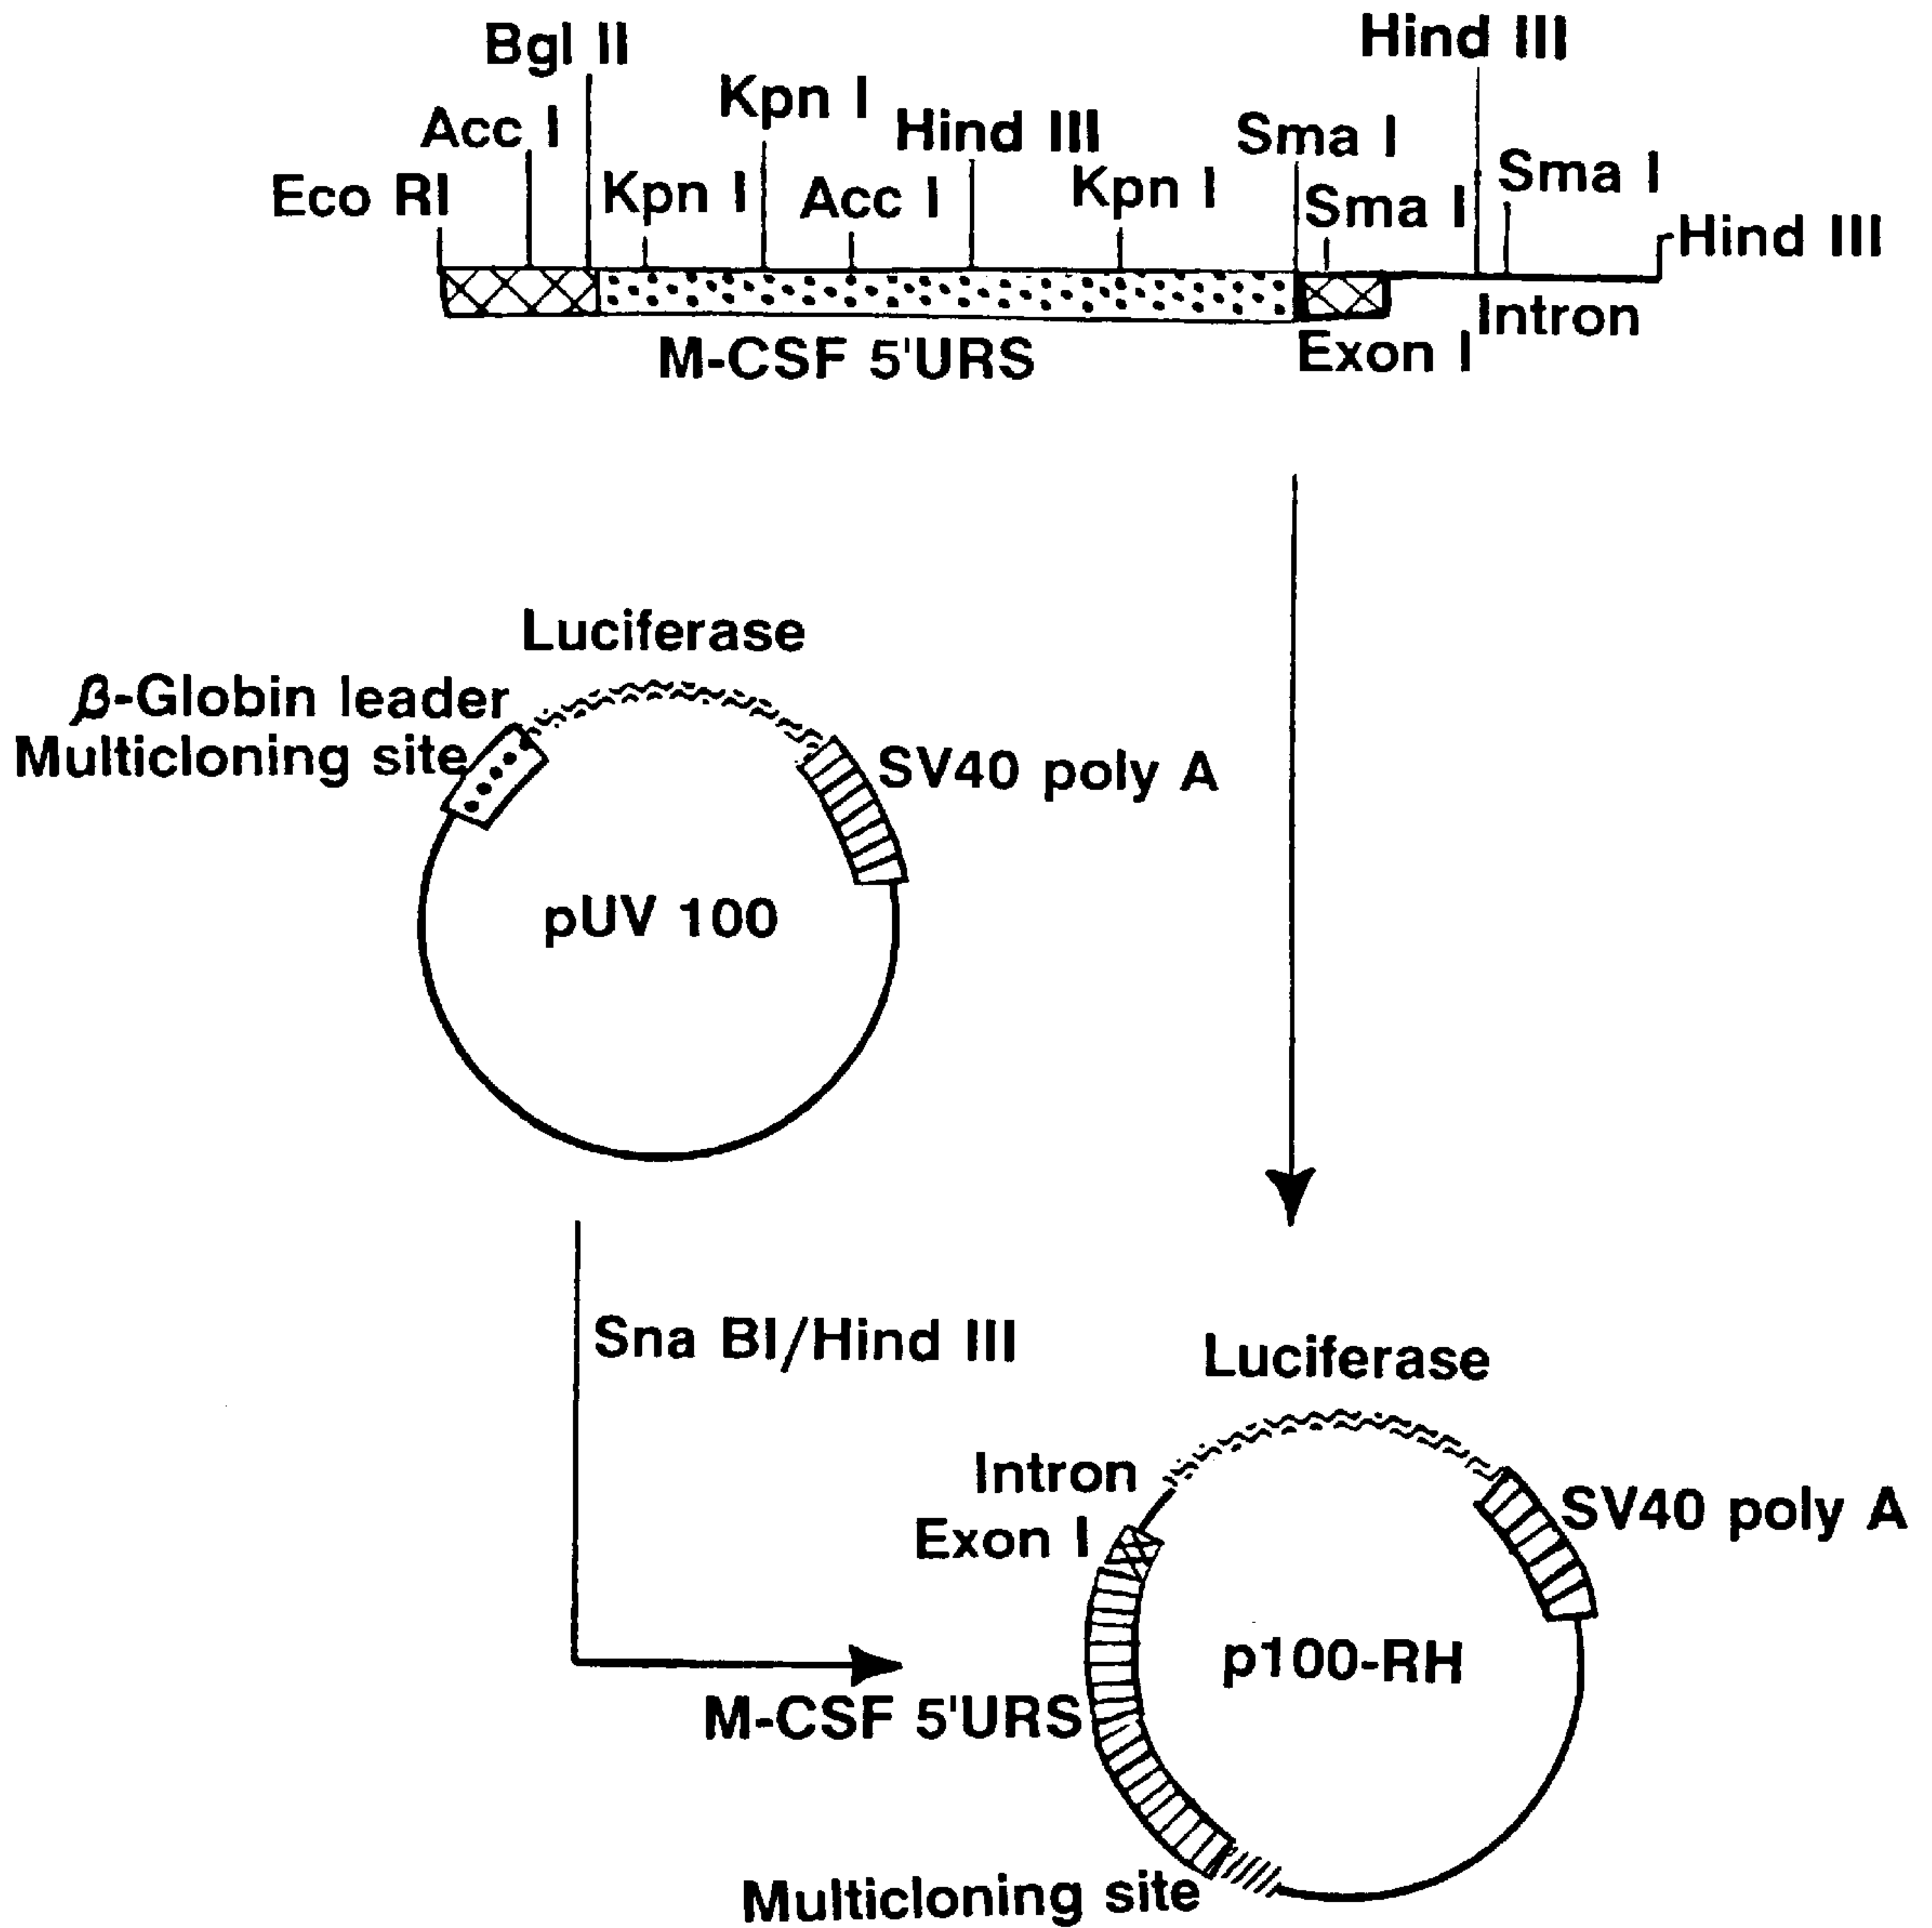 Bgl II
Hind III
Kpn I
Acc I
Hind III
Sma I
Sma I
Eco RI
Kpn I
Acc I
Kpn I
Sma I
Hind III
M-CSF 5'URS
Exon I
Intron
Luciferase
β-Globin leader
Multicloning site
SV40 poly A
pUV 100
Sna BI/Hind III
Luciferase
Intron
Exon I
SV40 poly A
p100-RH
M-CSF 5'URS
Multicloning site